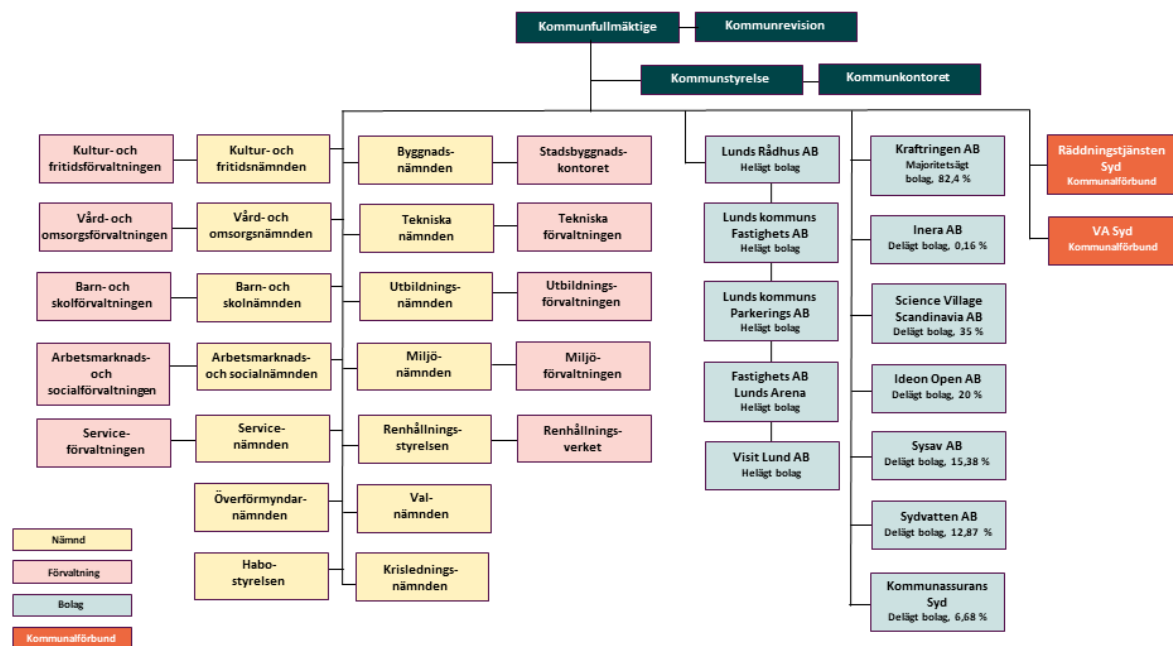 Kommunfullmäktige
Kommunrevision
Kommunstyrelse
Kommunkontoret
Kultur- och
fritidsförvaltningen
Kultur- och
fritidsnämnden
Byggnads-
nämnden
Stadsbyggnads-
kontoret
Vård- och
omsorgsförvaltningen
Vård- och
omsorgsnämnden
Tekniska
nämnden
Tekniska
förvaltningen
Barn- och
skolförvaltningen
Barn- och
skolnämnden
Utbildnings-
nämnden
Utbildnings-
förvaltningen
Arbetsmarknads-
och
socialförvaltningen
Arbetsmarknads-
och socialnämnden
Miljö-
nämnden
Miljö-
förvaltningen
Service-
förvaltningen
Service-
nämnden
Renhållnings-
styrelsen
Renhållnings-
verket
Överförmyndar-
nämnden
Val-
nämnden
Habo-
styrelsen
Krislednings-
nämnden
Lunds Rådhus AB
Helägt bolag
Lunds kommuns
Fastighets AB
Helägt bolag
Lunds kommuns
Parkerings AB
Helägt bolag
Fastighets AB
Lunds Arena
Helägt bolag
Visit Lund AB
Helägt bolag
Kraftringen AB
Majoritetsägt
bolag, 82,4 %
Inera AB
Delägt bolag, 0,16 %
Science Village
Scandinavia AB
Delägt bolag, 35 %
Ideon Open AB
Delägt bolag, 20 %
Sysav AB
Delägt bolag, 15,38 %
Sydvatten AB
Delägt bolag, 12,87 %
Kommunassurans
Syd
Delägt bolag, 6,68 %
Räddningstjänsten
Syd
Kommunalförbund
VA Syd
Kommunalförbund
Nämnd
Förvaltning
Bolag
Kommunalförbund